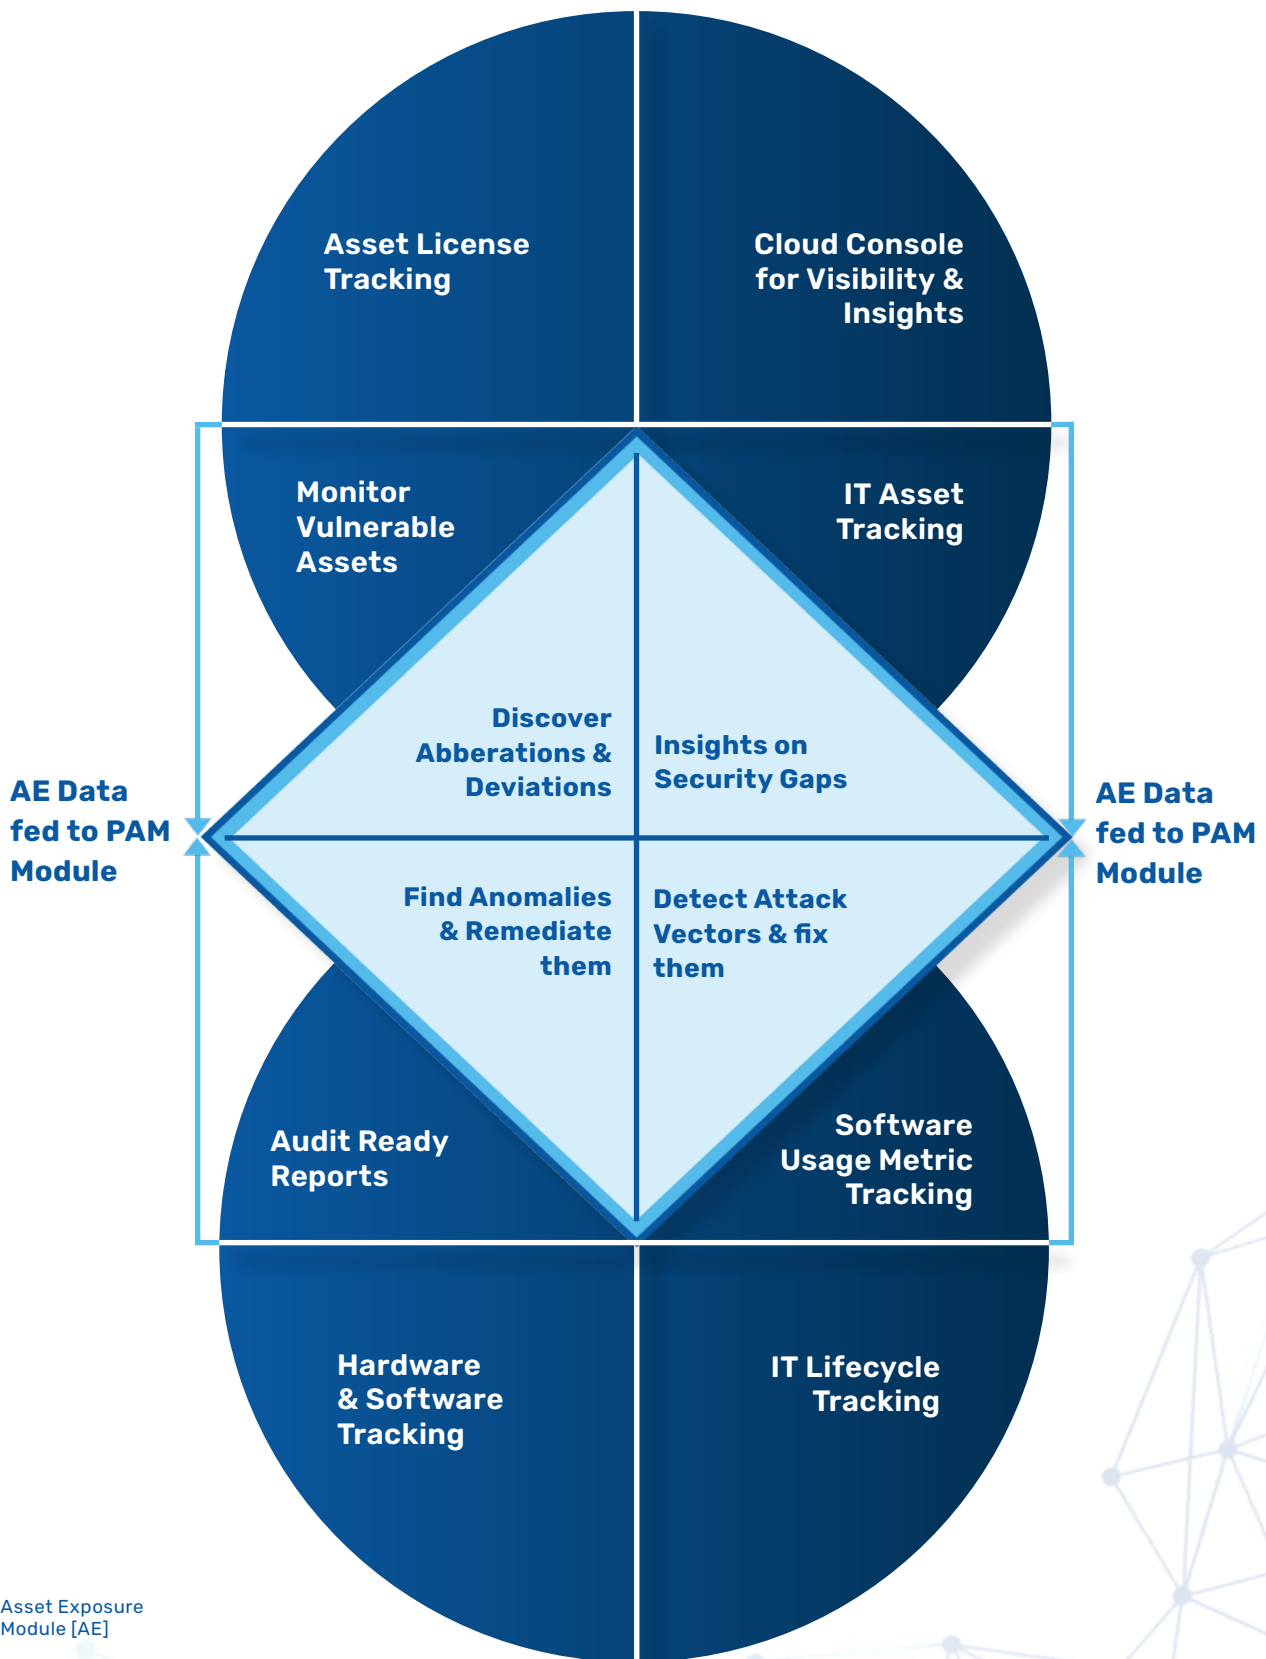 Asset License
Tracking
Cloud Console
for Visibility &
Insights
Monitor
Vulnerable
Assets
IT Asset
Tracking
Discover
Abberations &
Deviations
Insights on
Security Gaps
AE Data
fed to PAM
Module
AE Data
fed to PAM
Module
Find Anomalies
& Remediate
them
Detect Attack
Vectors & fix
them
Audit Ready
Reports
Software
Usage Metric
Tracking
Hardware
& Software
Tracking
IT Lifecycle
Tracking
Asset Exposure
Module [AE]